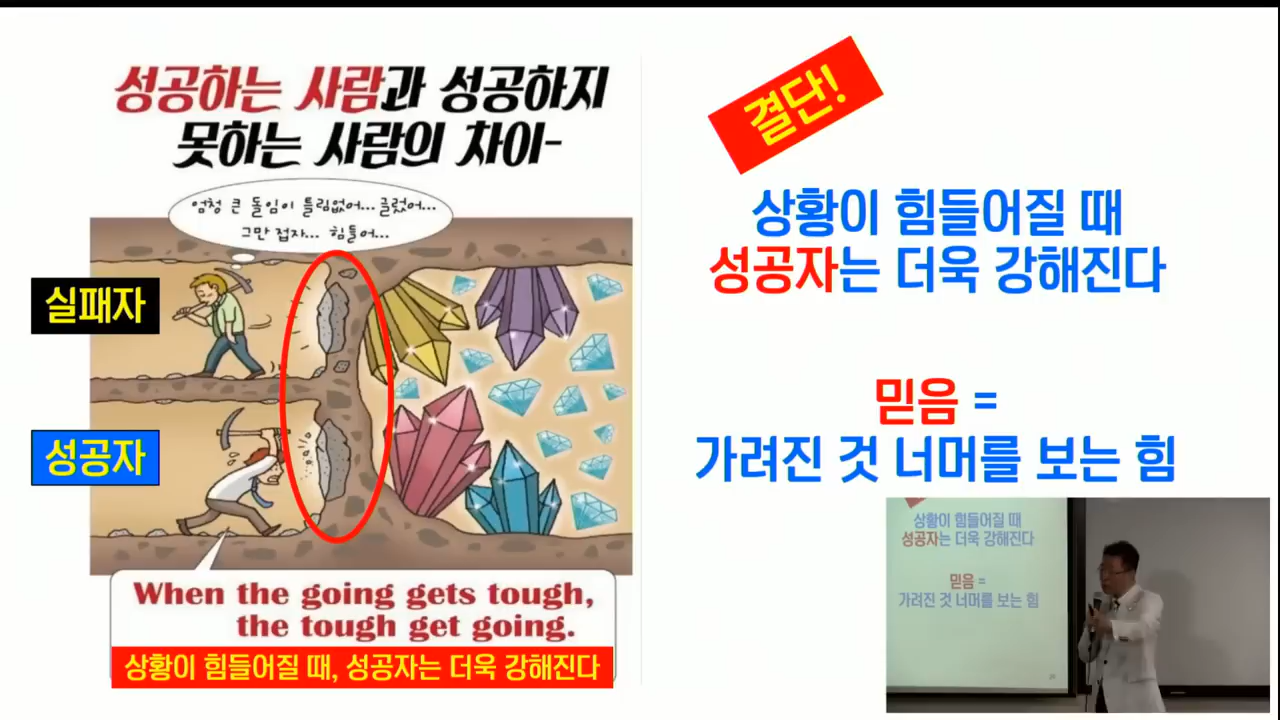 성공하는 사람과 성공하지
못하는 사람의 차이-
엄청 큰 돌임이 틀림없어... 글렀어...
그만 접자... 힘들어...
실패자
성공자
When the going gets tough,
the tough get going.
상황이 힘들어질 때, 성공자는 더욱 강해진다
결단!
상황이 힘들어질 때
성공자는 더욱 강해진다
믿음 =
가려진 것 너머를 보는 힘
상황이 힘들어질 때
성공자는 더욱 강해진다
믿음 =
가려진 것 너머를 보는 힘